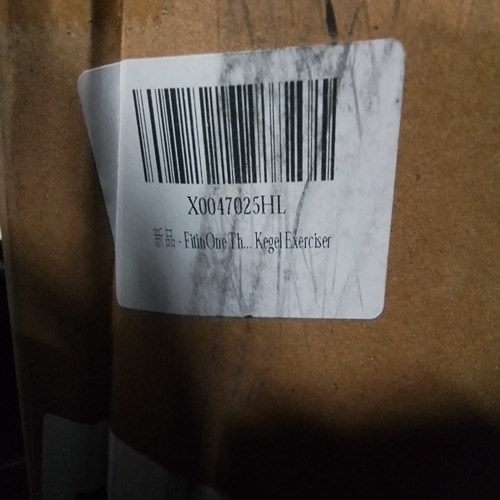 X0047025HL
新品 - FitinOne Th... Kegel Exerciser